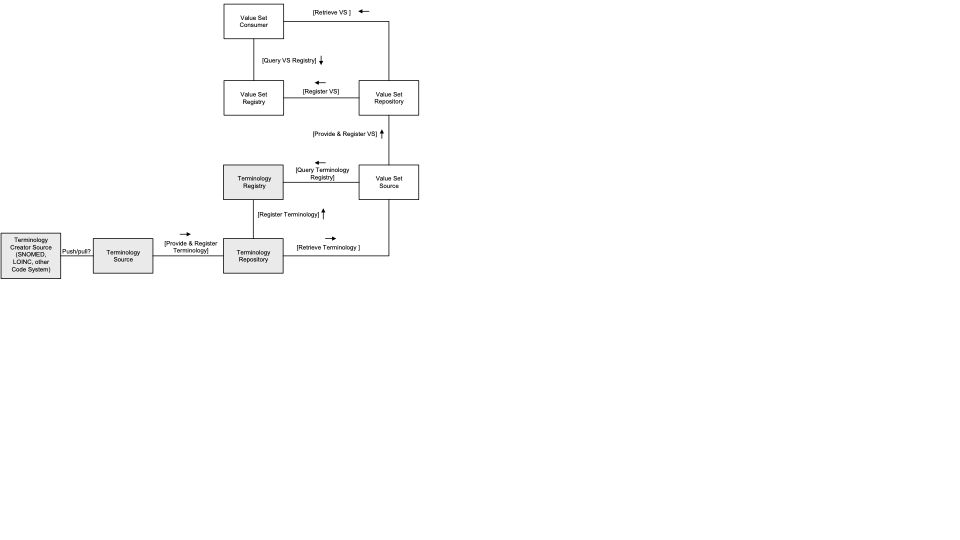 Value Set
Consumer
[Retrieve VS ]
[Query VS Registry]
Value Set
Registry
[Register VS]
Value Set
Repository
[Provide & Register VS]
Terminology
Registry
[Query Terminology
Registry]
Value Set
Source
[Register Terminology]
Terminology
Creator Source
(SNOMED,
LOINC, other
Code System)
Push/pull?
Terminology
Source
[Provide & Register
Terminology]
Terminology
Repository
[Retrieve Terminology ]